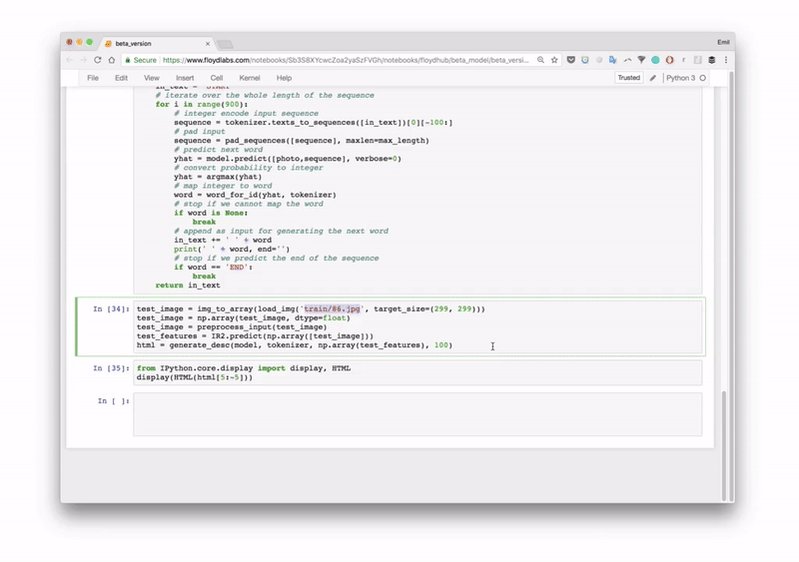 beta_version
Emil
Secure https://www.floydlabs.com/notebooks/Sb3S8XYcwcZoa2yaSzFVGh/notebooks/floydhub/beta_model/beta_versi...
File Edit View Insert Cell Kernel Help Trusted Python 3
in_text = 'START'
# iterate over the whole length of the sequence
for i in range(900):
# integer encode input sequence
sequence = tokenizer.texts_to_sequences([in_text])[0][-100:]
# pad input
sequence = pad_sequences([sequence], maxlen=max_length)
# predict next word
yhat = model.predict([photo,sequence], verbose=0)
# convert probability to integer
yhat = argmax(yhat)
# map integer to word
word = word_for_id(yhat, tokenizer)
# stop if we cannot map the word
if word is None:
break
# append as input for generating the next word
in_text += ' ' + word
print(' ' + word, end='')
# stop if we predict the end of the sequence
if word == 'END':
break
return in_text
In [34]: test_image = img_to_array(load_img('train/86.jpg', target_size=(299, 299)))
test_image = np.array(test_image, dtype=float)
test_image = preprocess_input(test_image)
test_features = IR2.predict(np.array([test_image]))
html = generate_desc(model, tokenizer, np.array(test_features), 100)
In [35]: from IPython.core.display import display, HTML
display(HTML(html[5:-5]))
In [ ]: